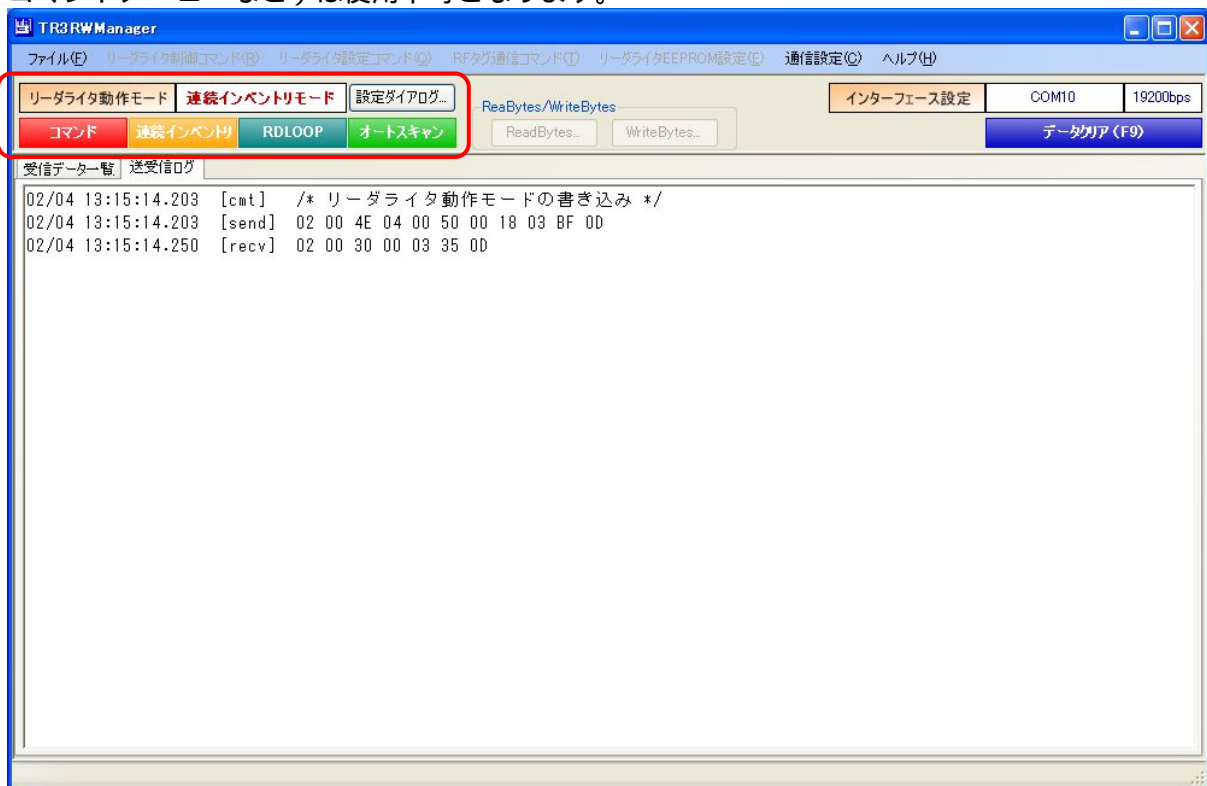 TR3RWManager
ファイル(F) リーダライタ制御コマンド(R) リーダライタ設定コマンド(Q) RFタグ通信コマンド(T) リーダライタEEPROM設定(E) 通信設定(C) ヘルプ(H)
リーダライタ動作モード 連続インベントリモード 設定ダイアログ... ReaBytes/WriteBytes インターフェース設定 COM10 19200bps
コマンド 連続インベントリ RDLOOP オートスキャン ReadBytes... WriteBytes... データクリア(F9)
受信データ一覧 送受信ログ
02/04 13:15:14.203 [cmt] /* リーダライタ動作モードの書き込み */
02/04 13:15:14.203 [send] 02 00 4E 04 00 50 00 18 03 BF 0D
02/04 13:15:14.250 [recv] 02 00 30 00 03 35 0D